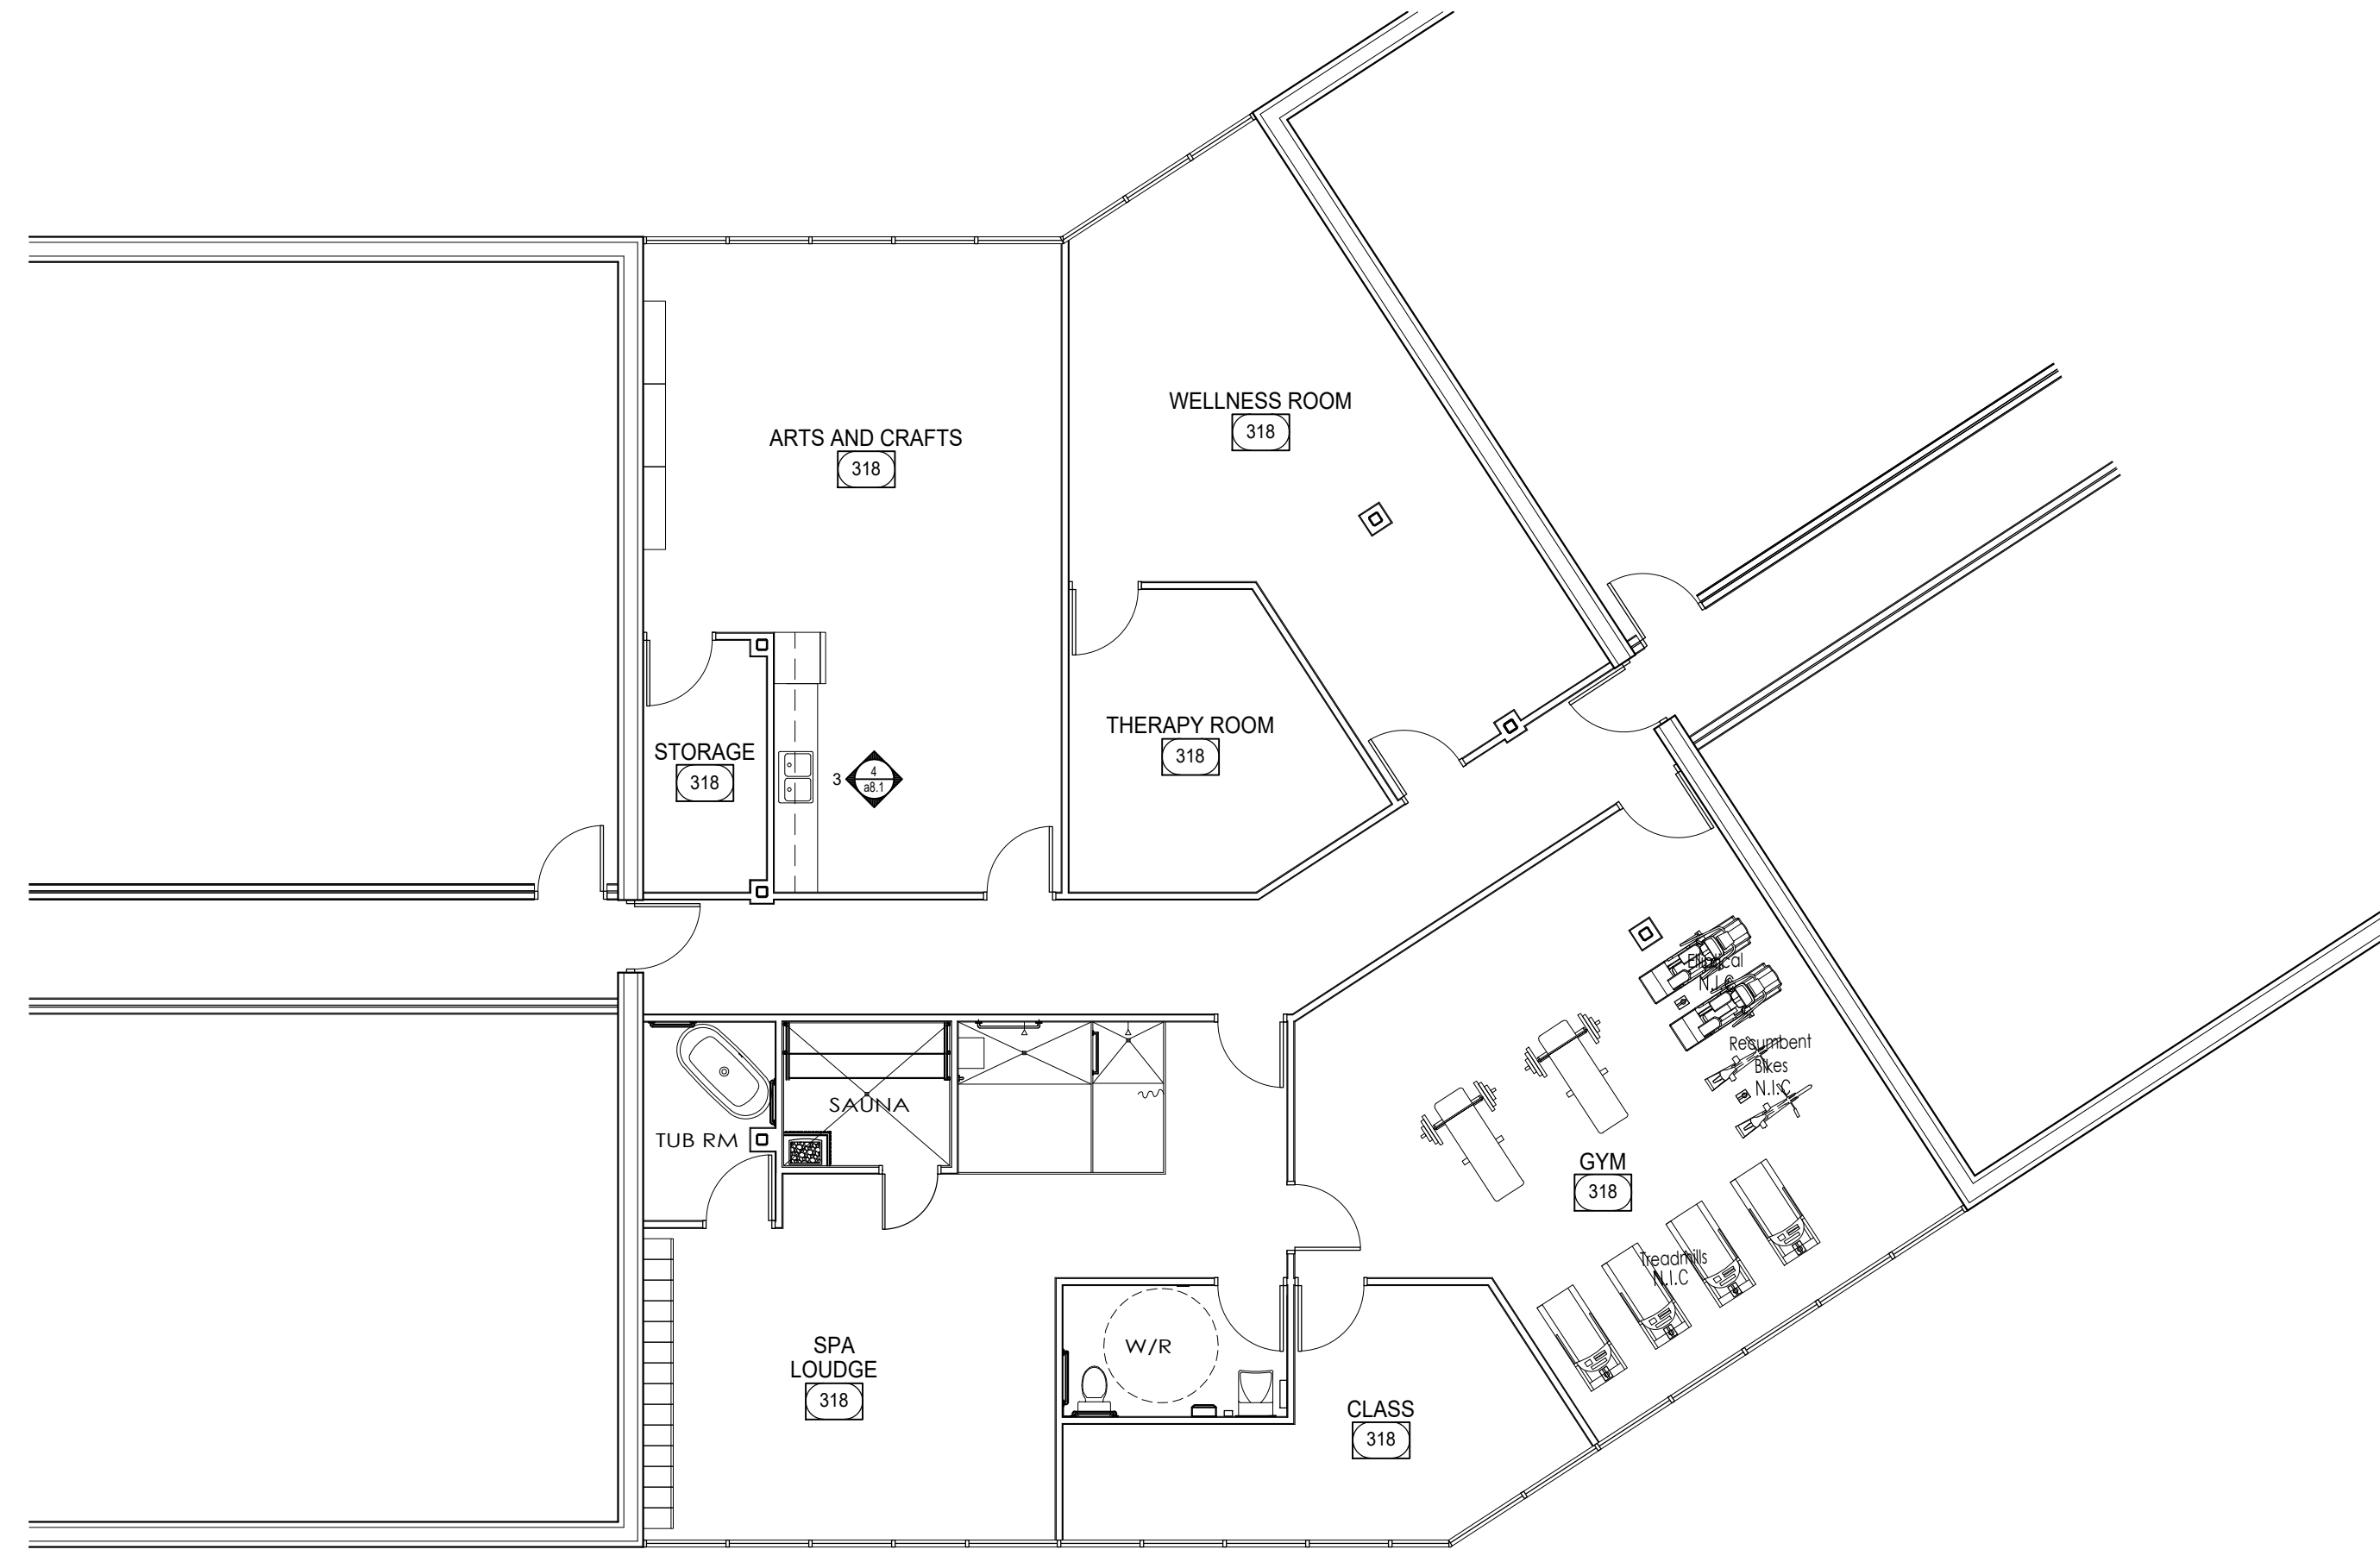 WELLNESS ROOM
318
ARTS AND CRAFTS
318
THERAPY ROOM
318
STORAGE
318
3
4
a8.1
Elliptical
N.I.C
Recumbent
Bikes
N.I.C
SAUNA
TUB RM
GYM
318
Treadmills
N.I.C
SPA
LOUDGE
318
W/R
CLASS
318